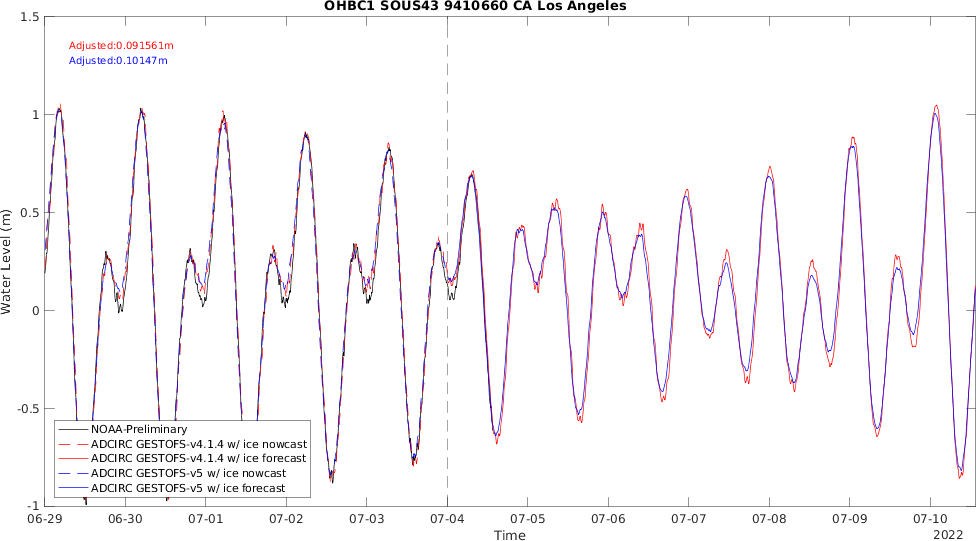 OHBC1 SOUS43 9410660 CA Los Angeles
1.5
Adjusted:0.091561m
Adjusted:0.10147m
1
0.5
Water Level (m)
0
-0.5
NOAA-Preliminary
ADCIRC GESTOFS-v4.1.4 w/ ice nowcast
ADCIRC GESTOFS-v4.1.4 w/ ice forecast
ADCIRC GESTOFS-v5 w/ ice nowcast
ADCIRC GESTOFS-v5 w/ ice forecast
-1
06-29 06-30 07-01 07-02 07-03 07-04 07-05 07-06 07-07 07-08 07-09 07-10
Time
2022